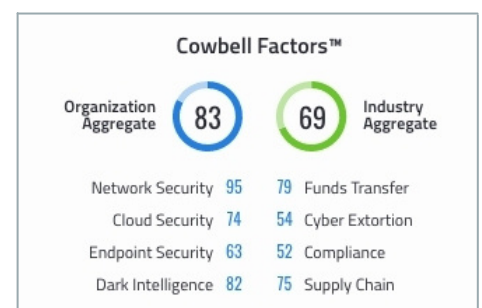 Cowbell Factors™
Organization
Aggregate
83
69
Industry
Aggregate
Network Security 95
79 Funds Transfer
Cloud Security 74
54 Cyber Extortion
Endpoint Security 63
52 Compliance
Dark Intelligence 82
75 Supply Chain